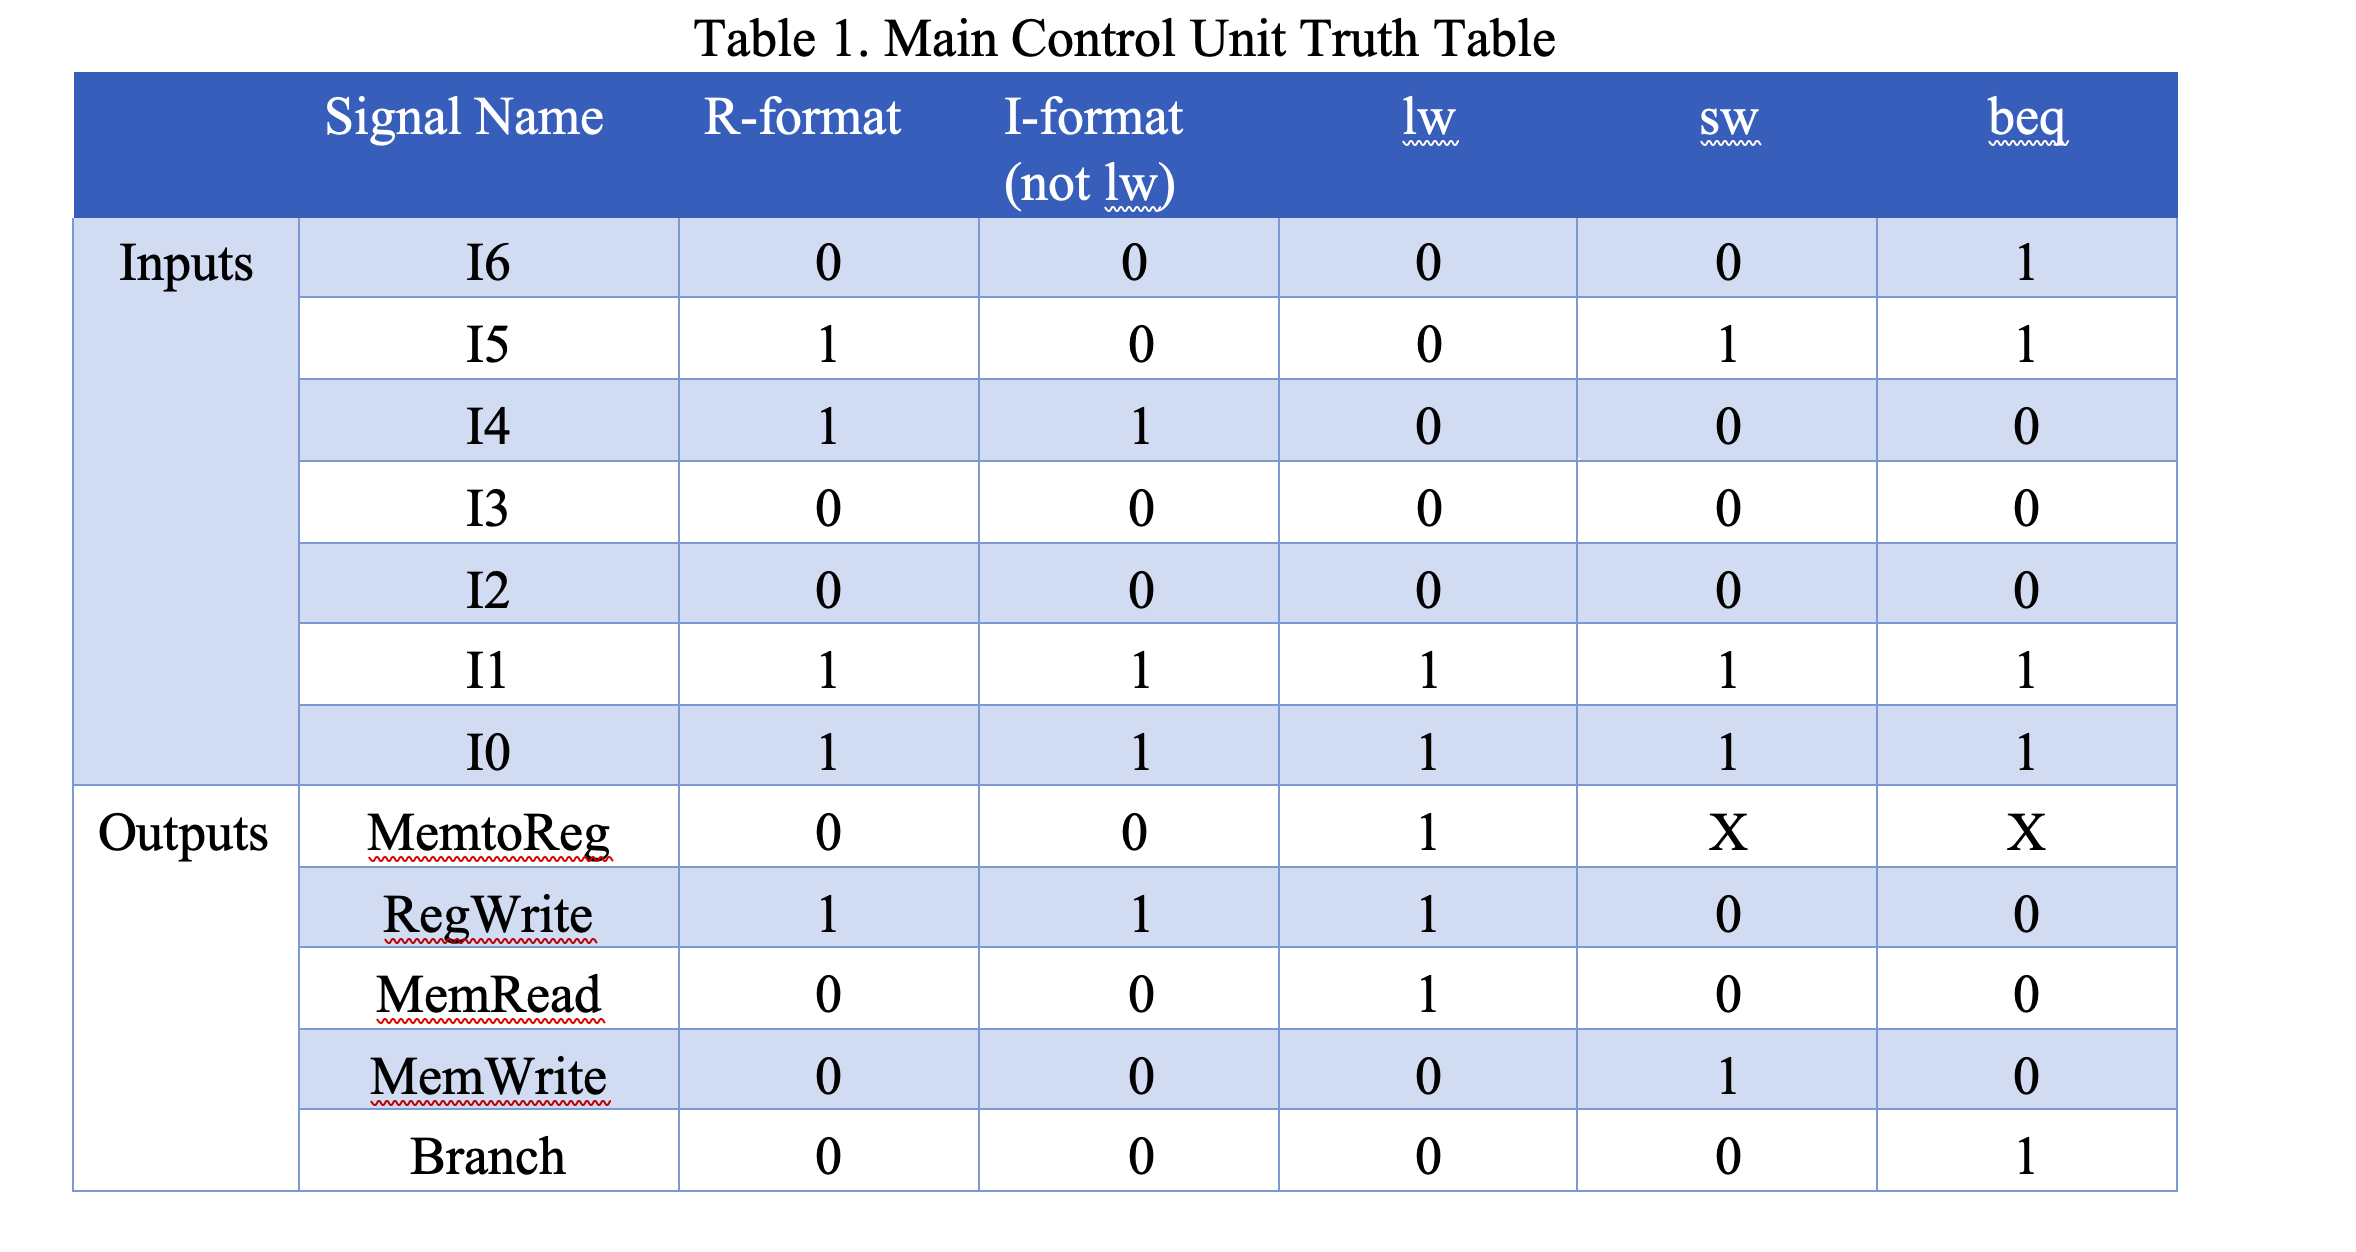 Table 1. Main Control Unit Truth Table
Signal Name R-format I-format (not lw) lw sw beq
Inputs I6 0 0 0 0 1
I5 1 0 0 1 1
I4 1 1 0 0 0
I3 0 0 0 0 0
I2 0 0 0 0 0
I1 1 1 1 1 1
I0 1 1 1 1 1
Outputs MemtoReg 0 0 1 X X
RegWrite 1 1 1 0 0
MemRead 0 0 1 0 0
MemWrite 0 0 0 1 0
Branch 0 0 0 0 1